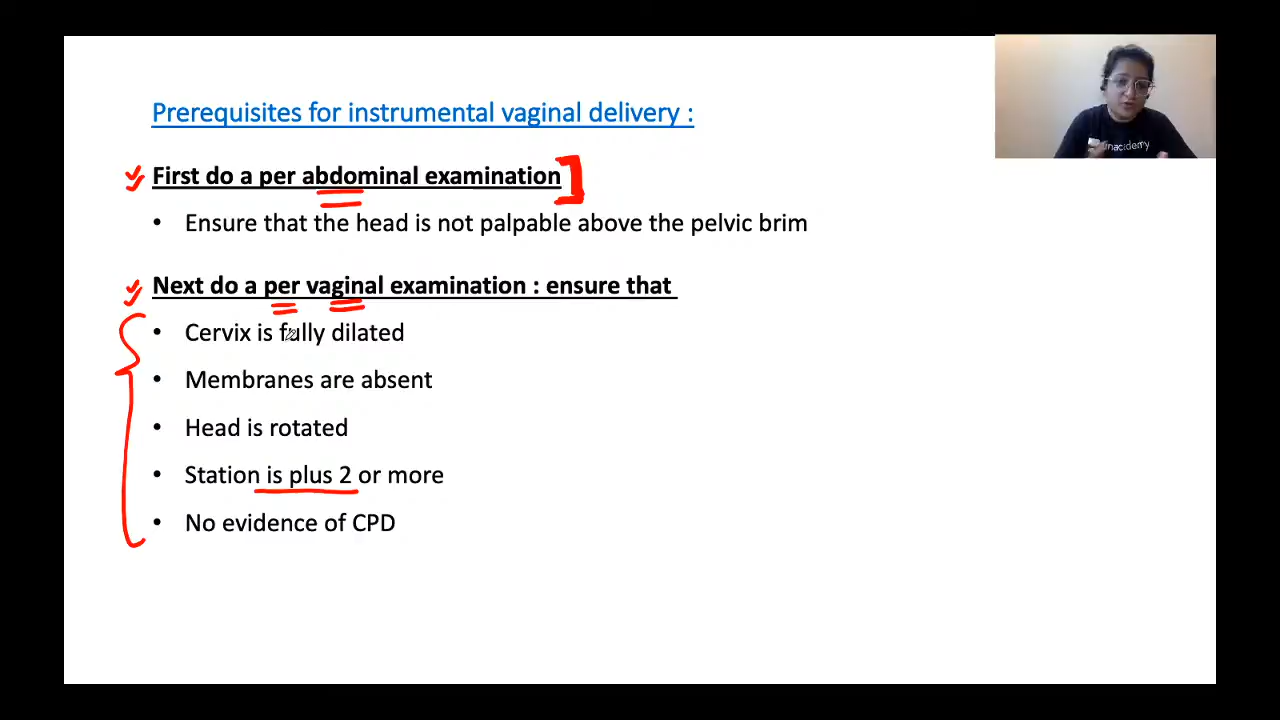 Prerequisites for instrumental vaginal delivery :
First do a per abdominal examination
• Ensure that the head is not palpable above the pelvic brim
Next do a per vaginal examination : ensure that
• Cervix is fully dilated
• Membranes are absent
• Head is rotated
• Station is plus 2 or more
• No evidence of CPD